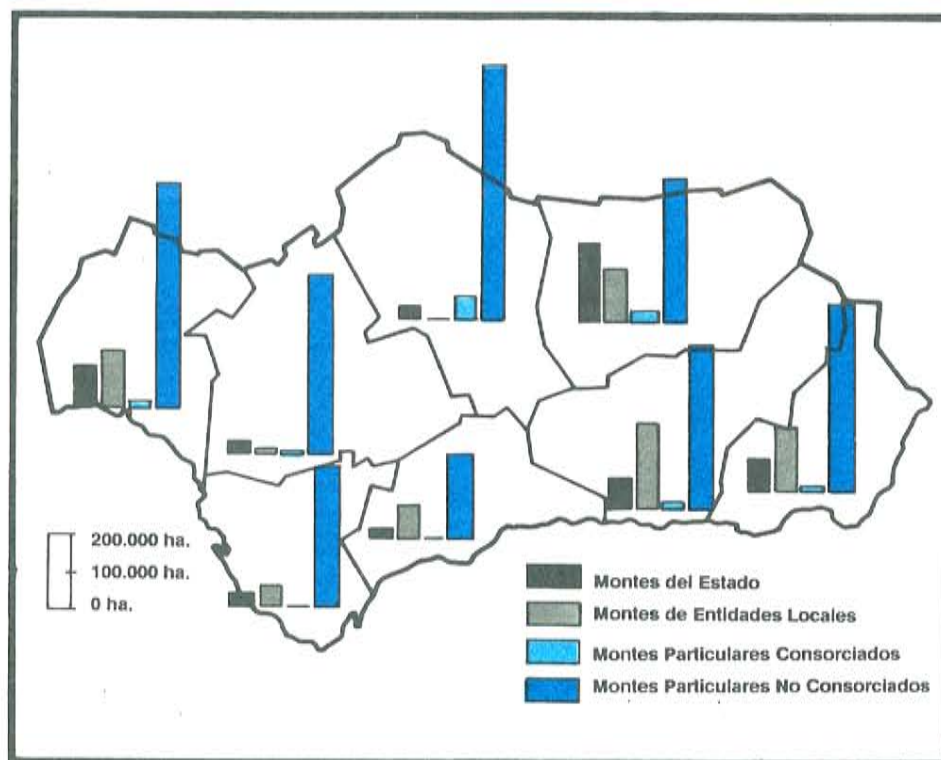 200.000 ha.
100.000 ha.
0 ha.
Montes del Estado
Montes de Entidades Locales
Montes Particulares Consorciados
Montes Particulares No Consorciados